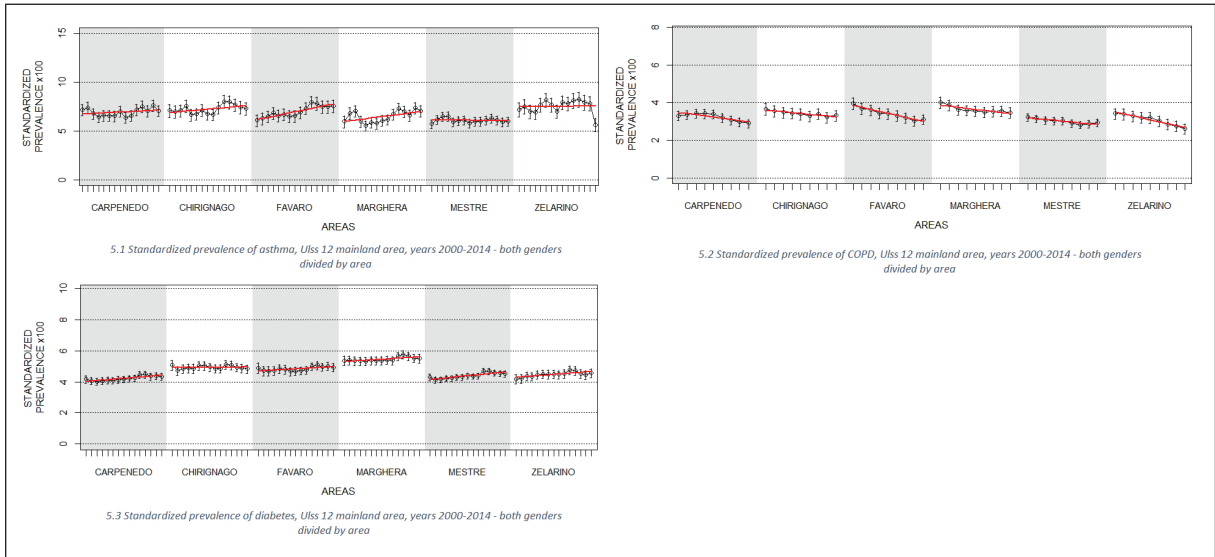 STANDARDIZED
PREVALENCE x100
15
10
5
0
CARPENEDO CHIRIGNAGO FAVARO MARGHERA MESTRE ZELARINO
AREAS
5.1 Standardized prevalence of asthma, Ulss 12 mainland area, years 2000-2014 - both genders
divided by area
STANDARDIZED
PREVALENCE x100
8
6
4
2
0
CARPENEDO CHIRIGNAGO FAVARO MARGHERA MESTRE ZELARINO
AREAS
5.2 Standardized prevalence of COPD, Ulss 12 mainland area, years 2000-2014 - both genders
divided by area
STANDARDIZED
PREVALENCE x100
10
8
6
4
2
0
CARPENEDO CHIRIGNAGO FAVARO MARGHERA MESTRE ZELARINO
AREAS
5.3 Standardized prevalence of diabetes, Ulss 12 mainland area, years 2000-2014 - both genders
divided by area